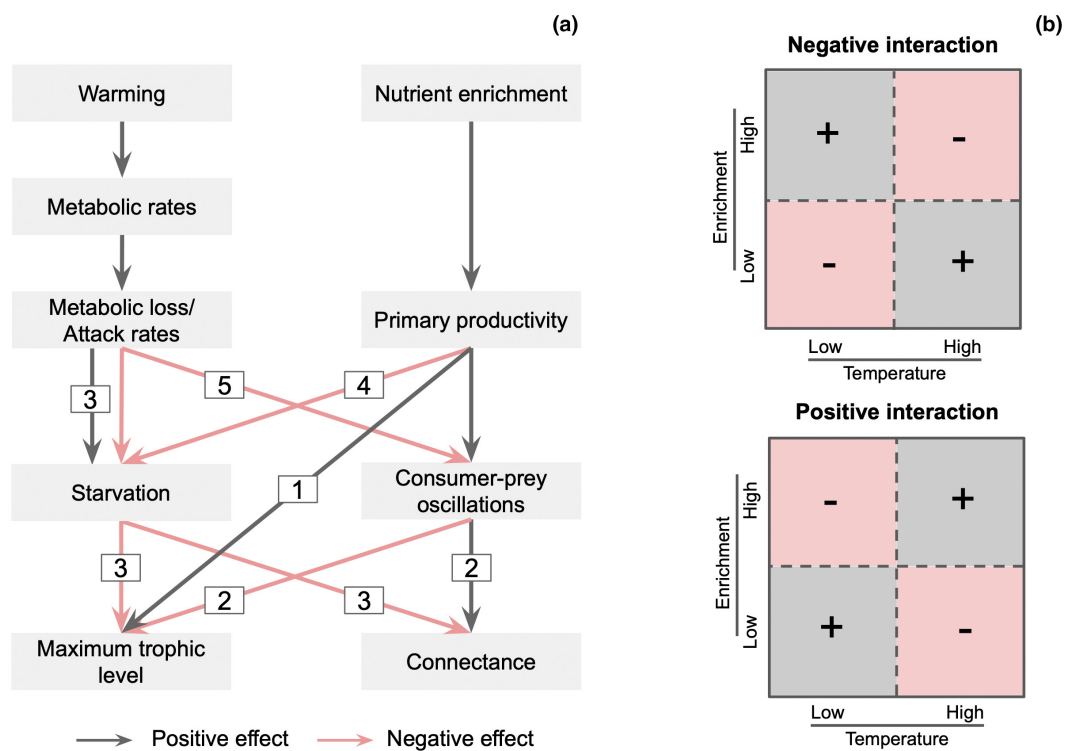 (a)
Warming
Nutrient enrichment
Metabolic rates
Metabolic loss/
Attack rates
Primary productivity
3
5
4
Starvation
Consumer-prey
oscillations
1
3
2
2
3
Maximum trophic
level
Connectance
Positive effect
Negative effect
(b)
Negative interaction
Enrichment
High
Low
+
-
-
+
Low
High
Temperature
Positive interaction
Enrichment
High
Low
-
+
+
-
Low
High
Temperature